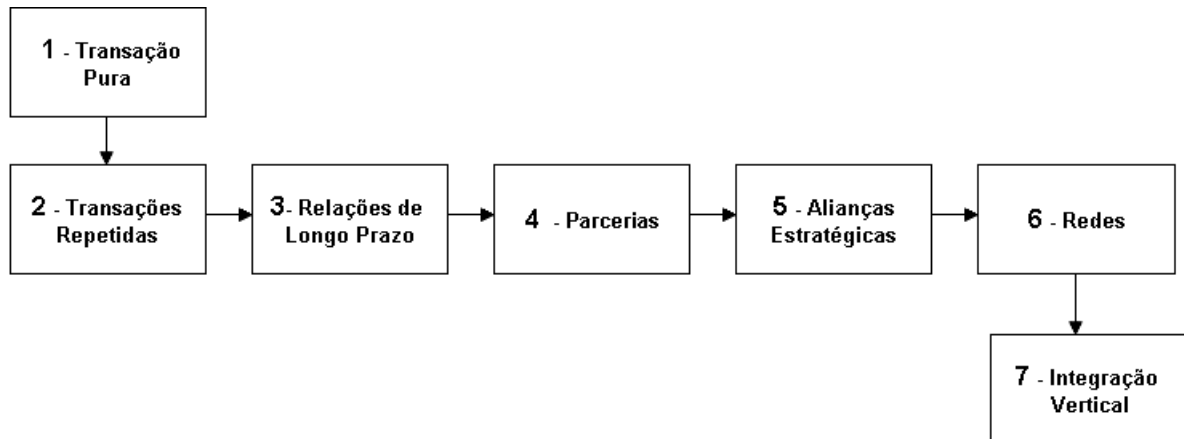 1 - Transação
Pura
2 - Transações
Repetidas
3- Relações de
Longo Prazo
4 - Parcerias
5 - Alianças
Estratégicas
6 - Redes
7 - Integração
Vertical